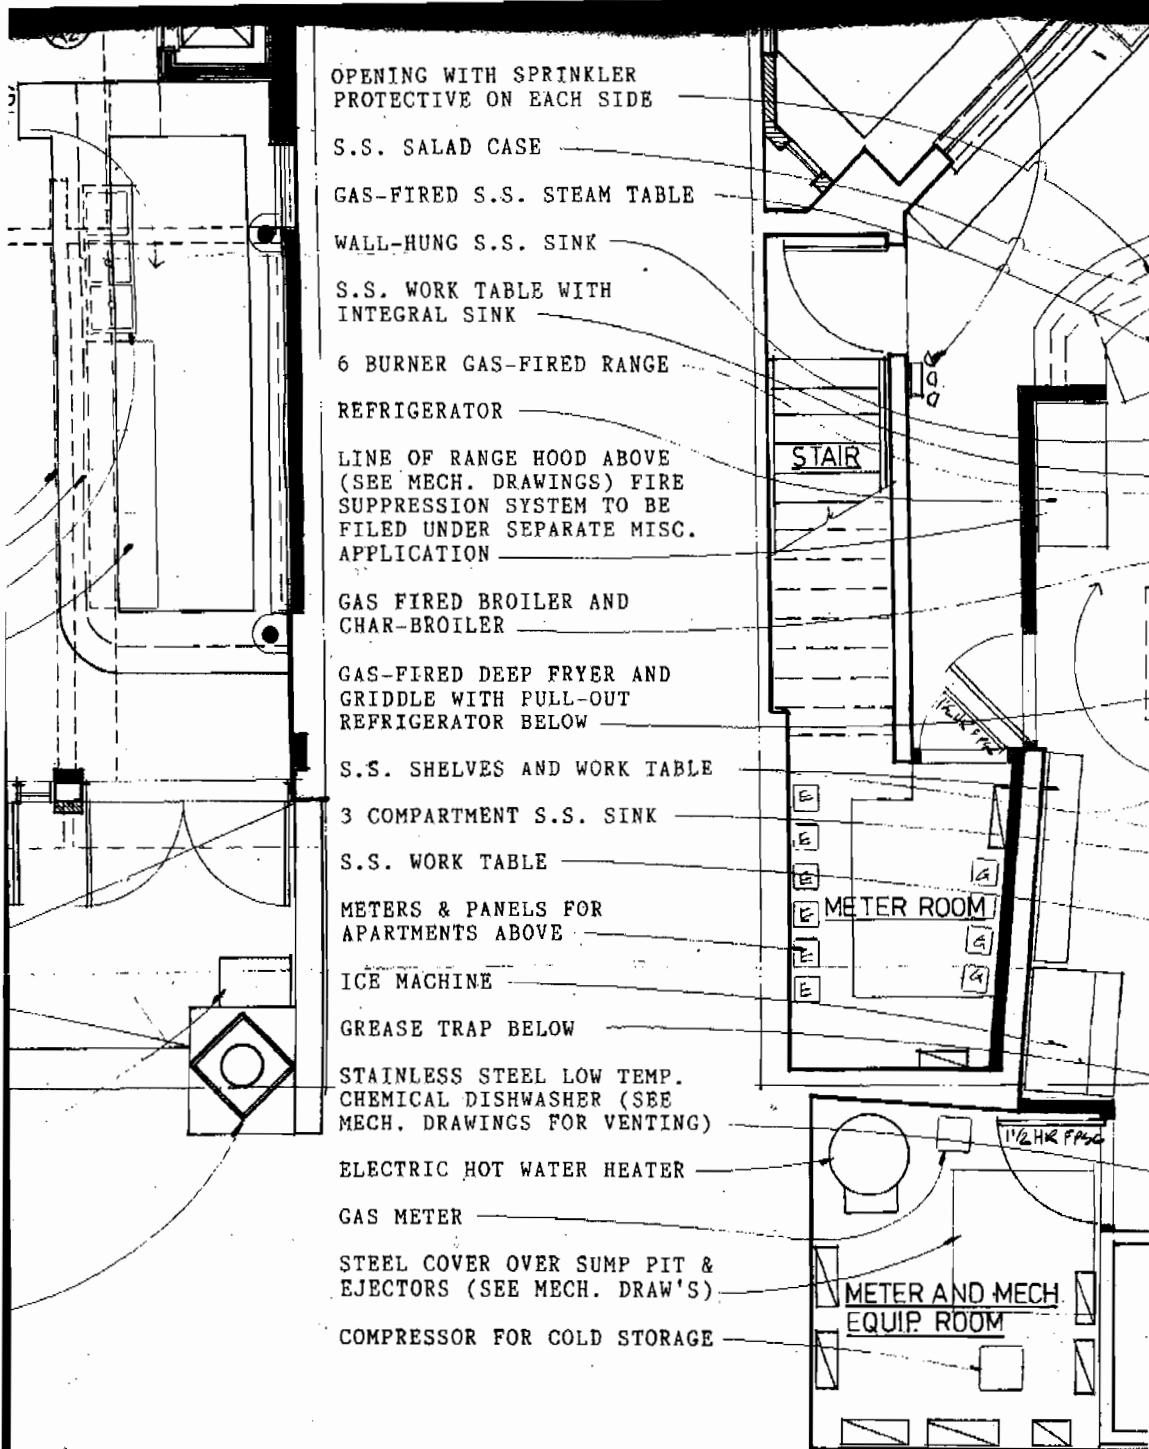 A2
OPENING WITH SPRINKLER
PROTECTIVE ON EACH SIDE
S.S. SALAD CASE
GAS-FIRED S.S. STEAM TABLE
WALL-HUNG S.S. SINK
S.S. WORK TABLE WITH
INTEGRAL SINK
6 BURNER GAS-FIRED RANGE
REFRIGERATOR
LINE OF RANGE HOOD ABOVE
(SEE MECH. DRAWINGS) FIRE
SUPPRESSION SYSTEM TO BE
FILED UNDER SEPARATE MISC.
APPLICATION
GAS FIRED BROILER AND
CHAR-BROILER
GAS-FIRED DEEP FRYER AND
GRIDDLE WITH PULL-OUT
REFRIGERATOR BELOW
S.S. SHELVES AND WORK TABLE
3 COMPARTMENT S.S. SINK
S.S. WORK TABLE
METERS & PANELS FOR
APARTMENTS ABOVE
ICE MACHINE
GREASE TRAP BELOW
STAINLESS STEEL LOW TEMP.
CHEMICAL DISHWASHER (SEE
MECH. DRAWINGS FOR VENTING)
ELECTRIC HOT WATER HEATER
GAS METER
STEEL COVER OVER SUMP PIT &
EJECTORS (SEE MECH. DRAW'S)
COMPRESSOR FOR COLD STORAGE
STAIR
E
E
E
E
E
E
METER ROOM
G
G
G
1½ HR
METER AND MECH.
EQUIP. ROOM